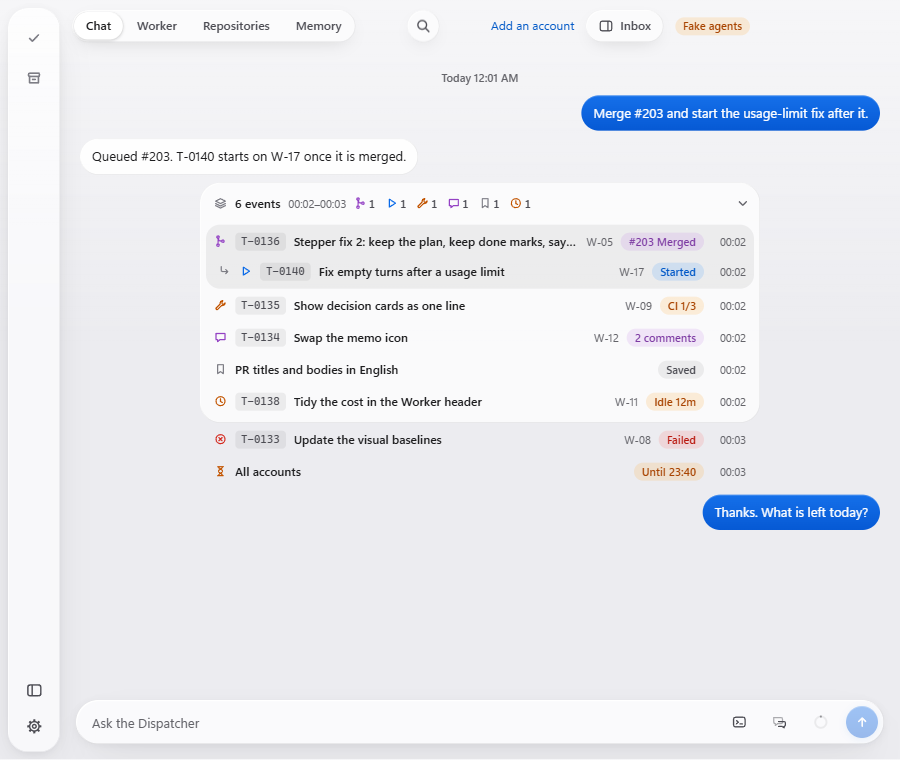 Chat Worker Repositories Memory Add an account Inbox Fake agents
Today 12:01 AM
Merge #203 and start the usage-limit fix after it.
Queued #203. T-0140 starts on W-17 once it is merged.
6 events 00:02–00:03 1 1 1 1 1 1
T-0136 Stepper fix 2: keep the plan, keep done marks, say... W-05 #203 Merged 00:02
T-0140 Fix empty turns after a usage limit W-17 Started 00:02
T-0135 Show decision cards as one line W-09 CI 1/3 00:02
T-0134 Swap the memo icon W-12 2 comments 00:02
PR titles and bodies in English Saved 00:02
T-0138 Tidy the cost in the Worker header W-11 Idle 12m 00:02
T-0133 Update the visual baselines W-08 Failed 00:03
All accounts Until 23:40 00:03
Thanks. What is left today?
Ask the Dispatcher